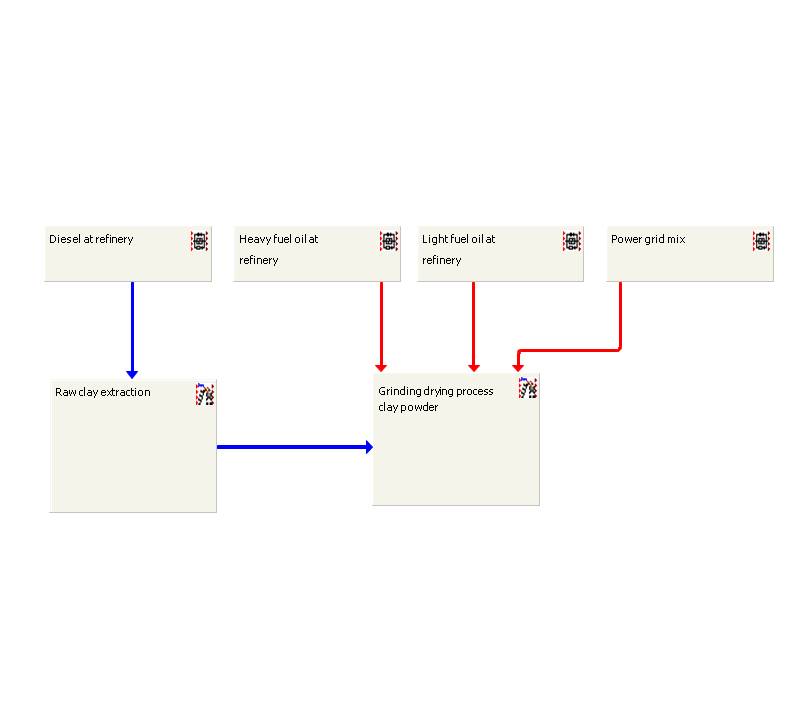 Diesel at refinery
Heavy fuel oil at
refinery
Light fuel oil at
refinery
Power grid mix
Raw clay extraction
Grinding drying process
clay powder